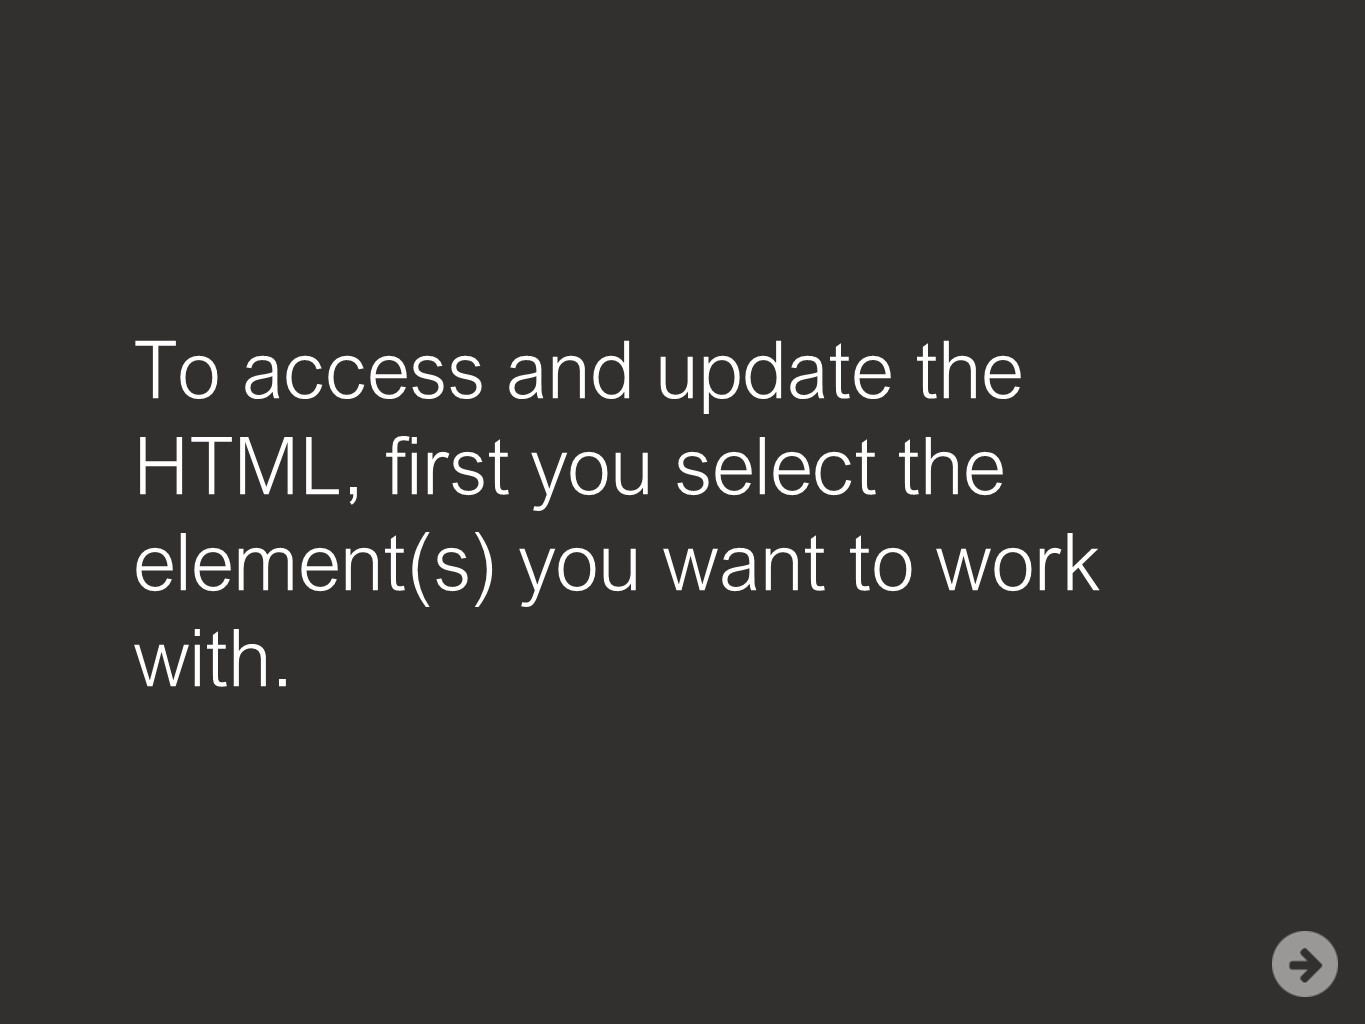 To access and update the
HTML, first you select the
element(s) you want to work
with.